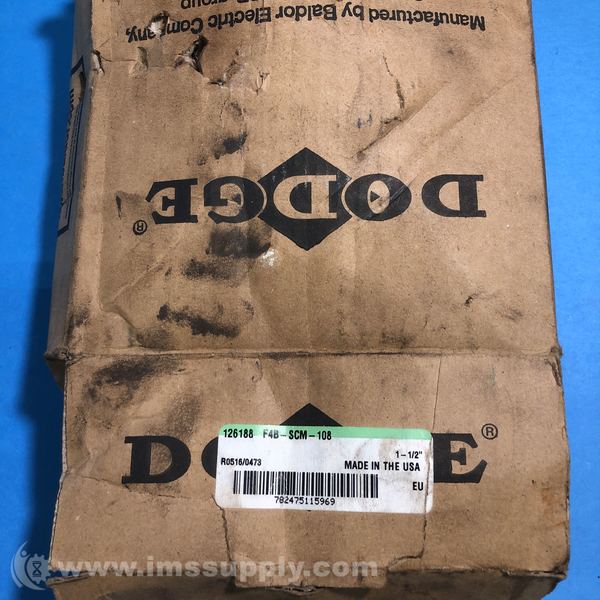 Manufactured by Baldor Electric Company,
group
DODGE®
126188 F4B-SCM-108
1-1/2"
R0516/0473
MADE IN THE USA
EU
782475115969
D E®
www.imssupply.com